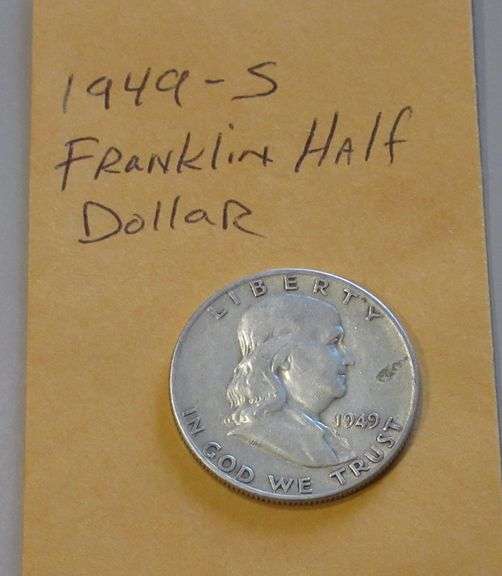 1949-S
FRANKlin HAlf
DollaR
LIBERTY
1949
IN GOD WE TRUST